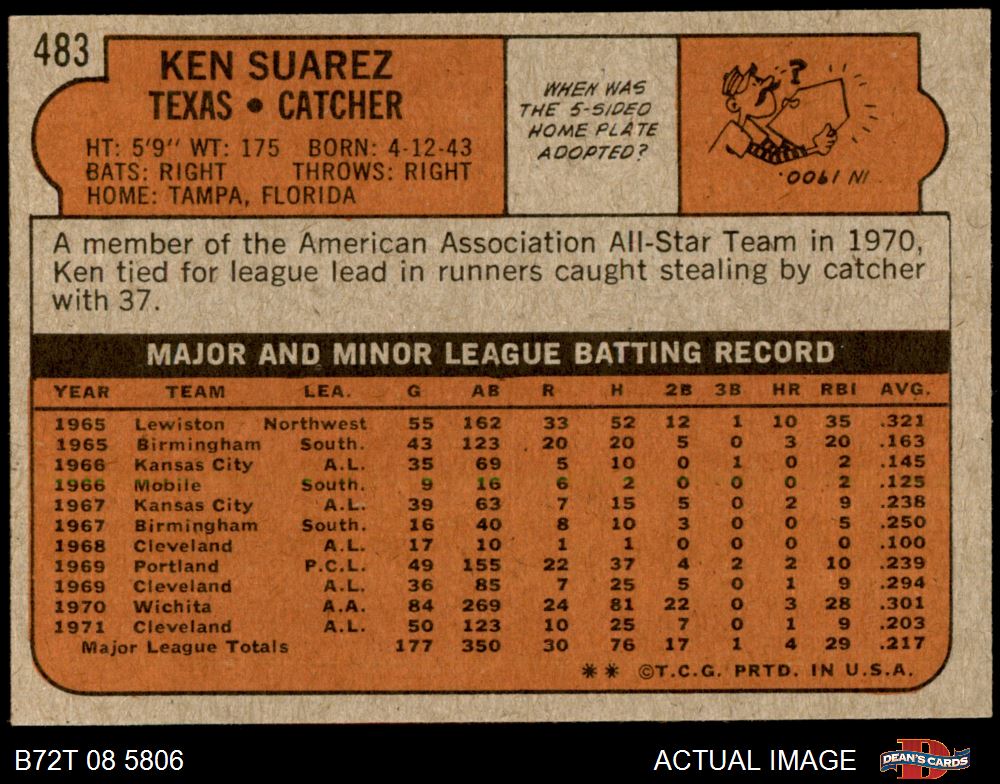 483
KEN SUAREZ
TEXAS • CATCHER
HT: 5'9" WT: 175 BORN: 4-12-43
BATS: RIGHT THROWS: RIGHT
HOME: TAMPA, FLORIDA
WHEN WAS
THE 5-SIDED
HOME PLATE
ADOPTED?
?
IN 1900.
A member of the American Association All-Star Team in 1970,
Ken tied for league lead in runners caught stealing by catcher
with 37.
MAJOR AND MINOR LEAGUE BATTING RECORD
YEAR TEAM LEA. G AB R H 2B 3B HR RBI AVG.
1965 Lewiston Northwest 55 162 33 52 12 1 10 35 .321
1965 Birmingham South. 43 123 20 20 5 0 3 20 .163
1966 Kansas City A.L. 35 69 5 10 0 1 0 2 .145
1966 Mobile South. 9 16 6 2 0 0 0 2 .125
1967 Kansas City A.L. 39 63 7 15 5 0 2 9 .238
1967 Birmingham South. 16 40 8 10 3 0 0 5 .250
1968 Cleveland A.L. 17 10 1 1 0 0 0 0 .100
1969 Portland P.C.L. 49 155 22 37 4 2 2 10 .239
1969 Cleveland A.L. 36 85 7 25 5 0 1 9 .294
1970 Wichita A.A. 84 269 24 81 22 0 3 28 .301
1971 Cleveland A.L. 50 123 10 25 7 0 1 9 .203
Major League Totals 177 350 30 76 17 1 4 29 .217
** ©T.C.G. PRTD. IN U.S.A.
B72T 08 5806 ACTUAL IMAGE
D
DEAN'S CARDS